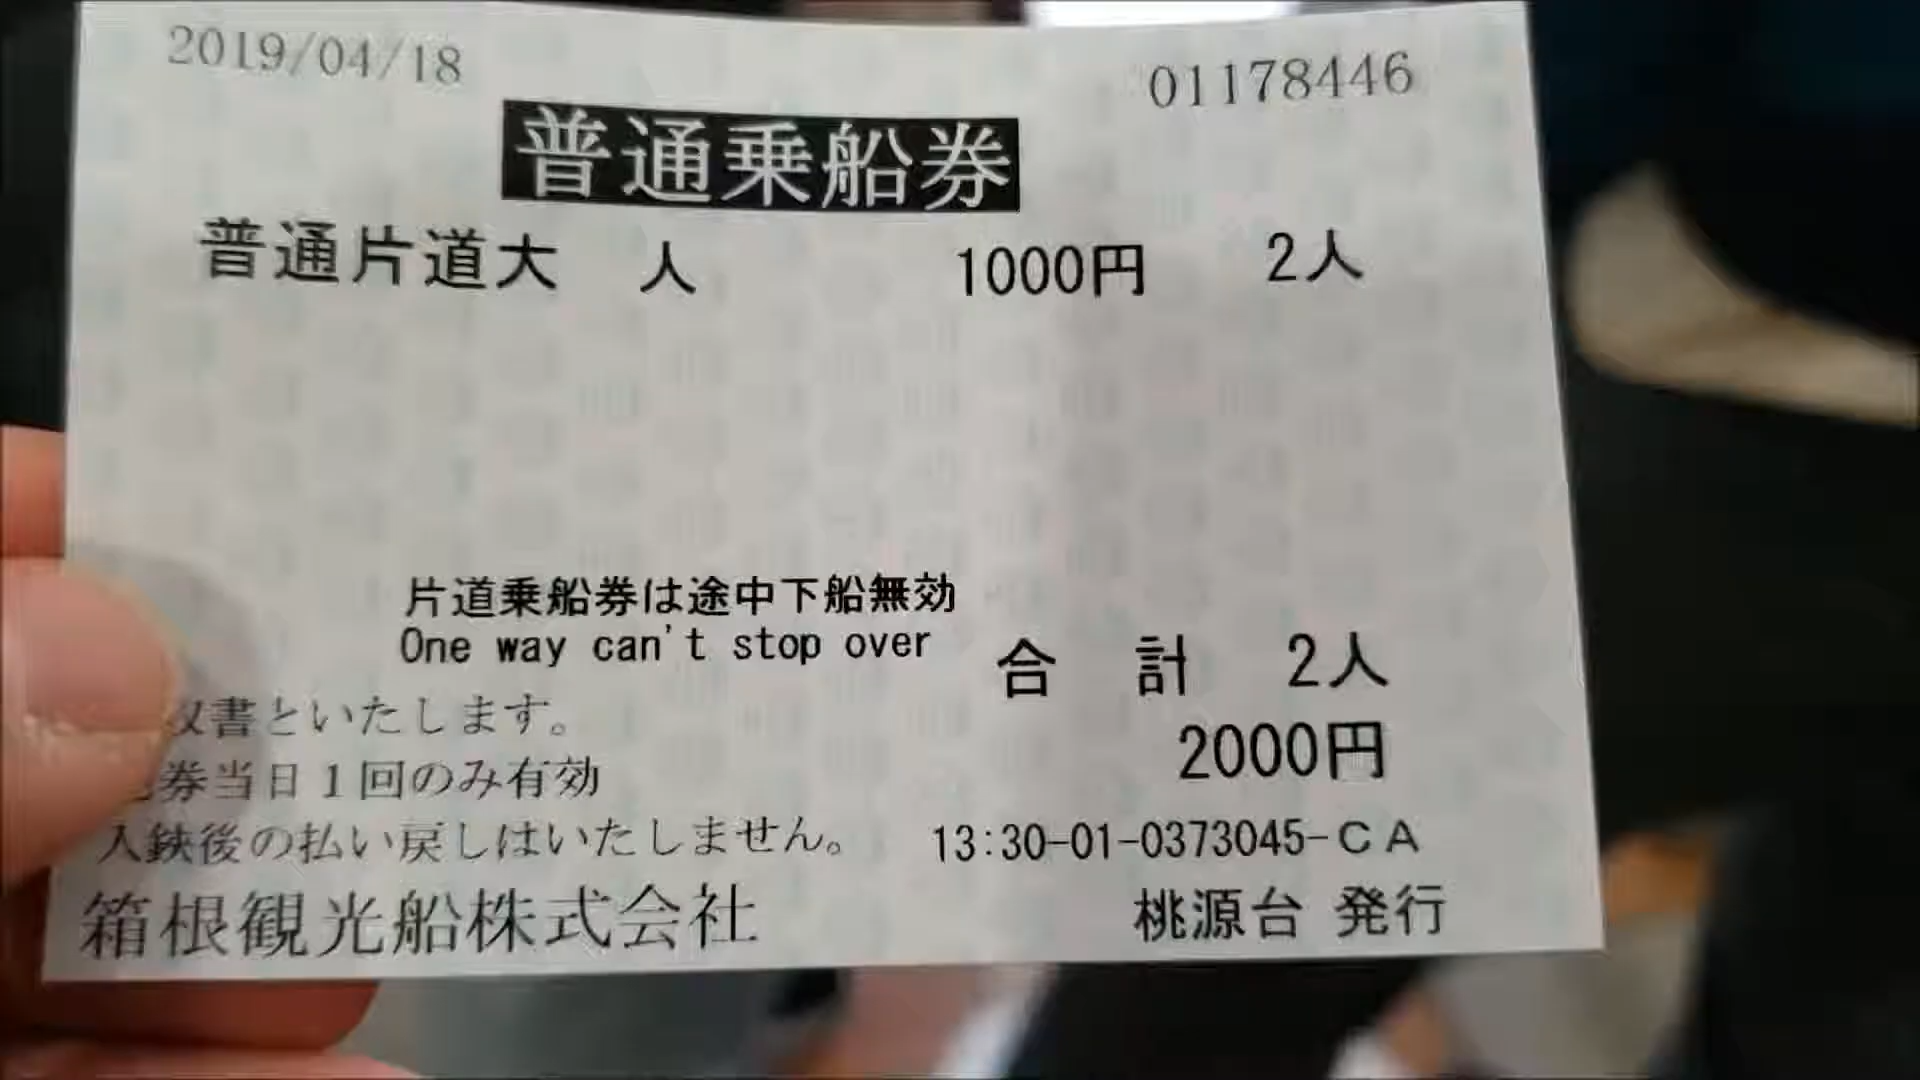 2019/04/18
01178446
普通乗船券
普通片道大 人 1000円 2人
片道乗船券は途中下船無効
One way can't stop over
合 計 2人
収書といたします。
2000円
券当日1回のみ有効
入鋏後の払い戻しはいたしません。
13:30-01-0373045-CA
箱根観光船株式会社
桃源台 発行